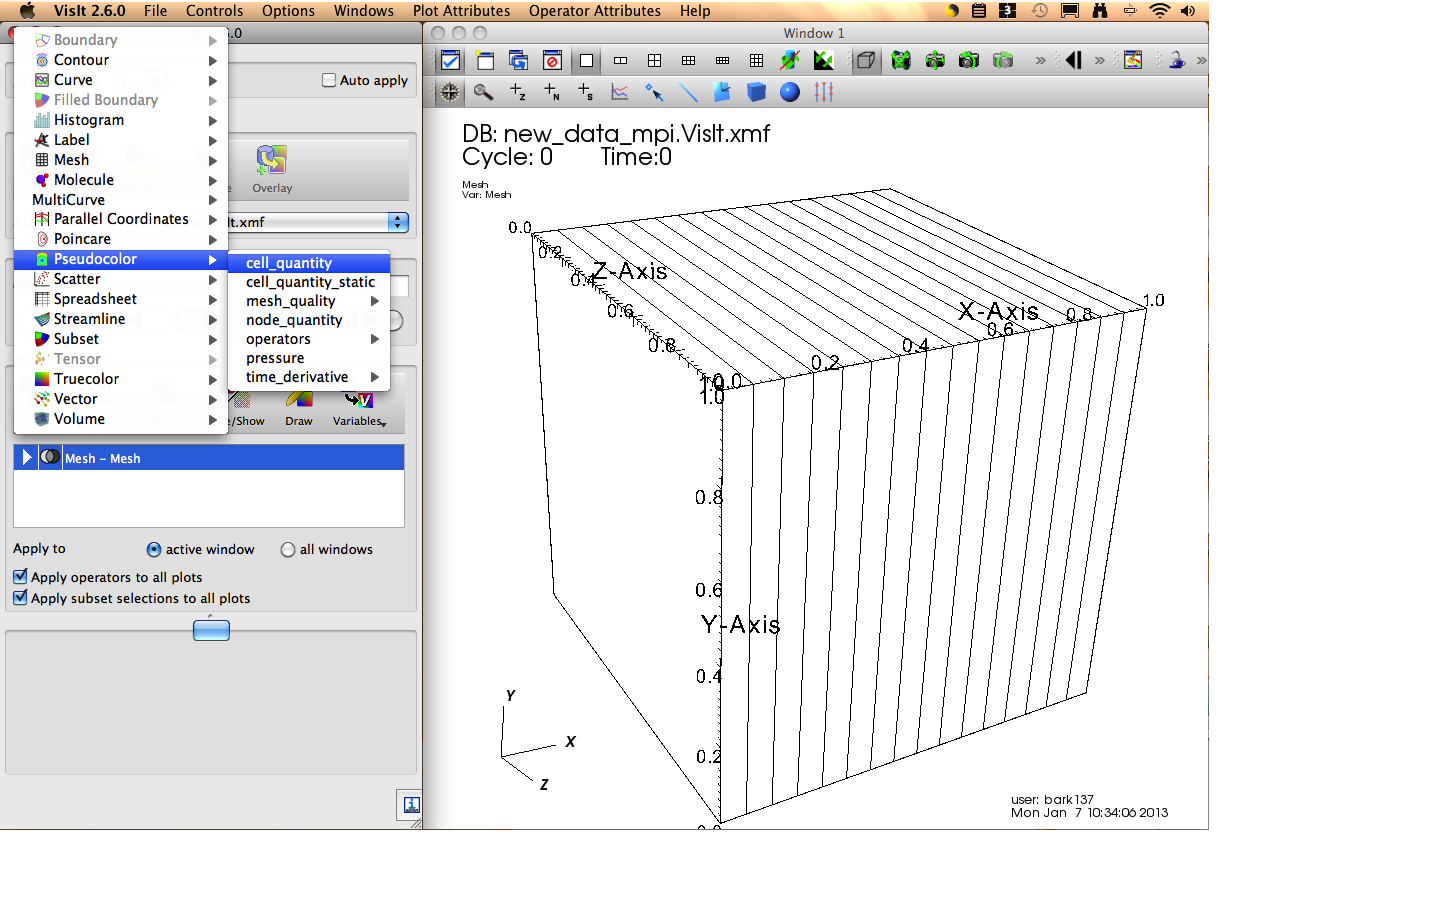 VisIt 2.6.0 File Controls Options Windows Plot Attributes Operator Attributes Help
3
6.0
Window 1
Boundary
Contour
Curve
Filled Boundary
Histogram
Label
Mesh
Molecule
MultiCurve
Parallel Coordinates
Poincare
Pseudocolor
Scatter
Spreadsheet
Streamline
Subset
Tensor
Truecolor
Vector
Volume
Auto apply
Overlay
It.xmf
cell_quantity
cell_quantity_static
mesh_quality
node_quantity
operators
pressure
time_derivative
e/Show Draw Variables
Mesh - Mesh
Apply to active window all windows
Apply operators to all plots
Apply subset selections to all plots
+Z +N +S
DB: new_data_mpi.VisIt.xmf
Cycle: 0 Time:0
Mesh
Var: Mesh
0.0
0.2
0.4
0.6
0.8
1.0
Z-Axis
X-Axis
0.0
0.2
0.4
0.6
0.8
1.0
1.0
0.8
0.6
Y-Axis
0.4
0.2
0.0
Y
X
Z
user: bark137
Mon Jan 7 10:34:06 2013